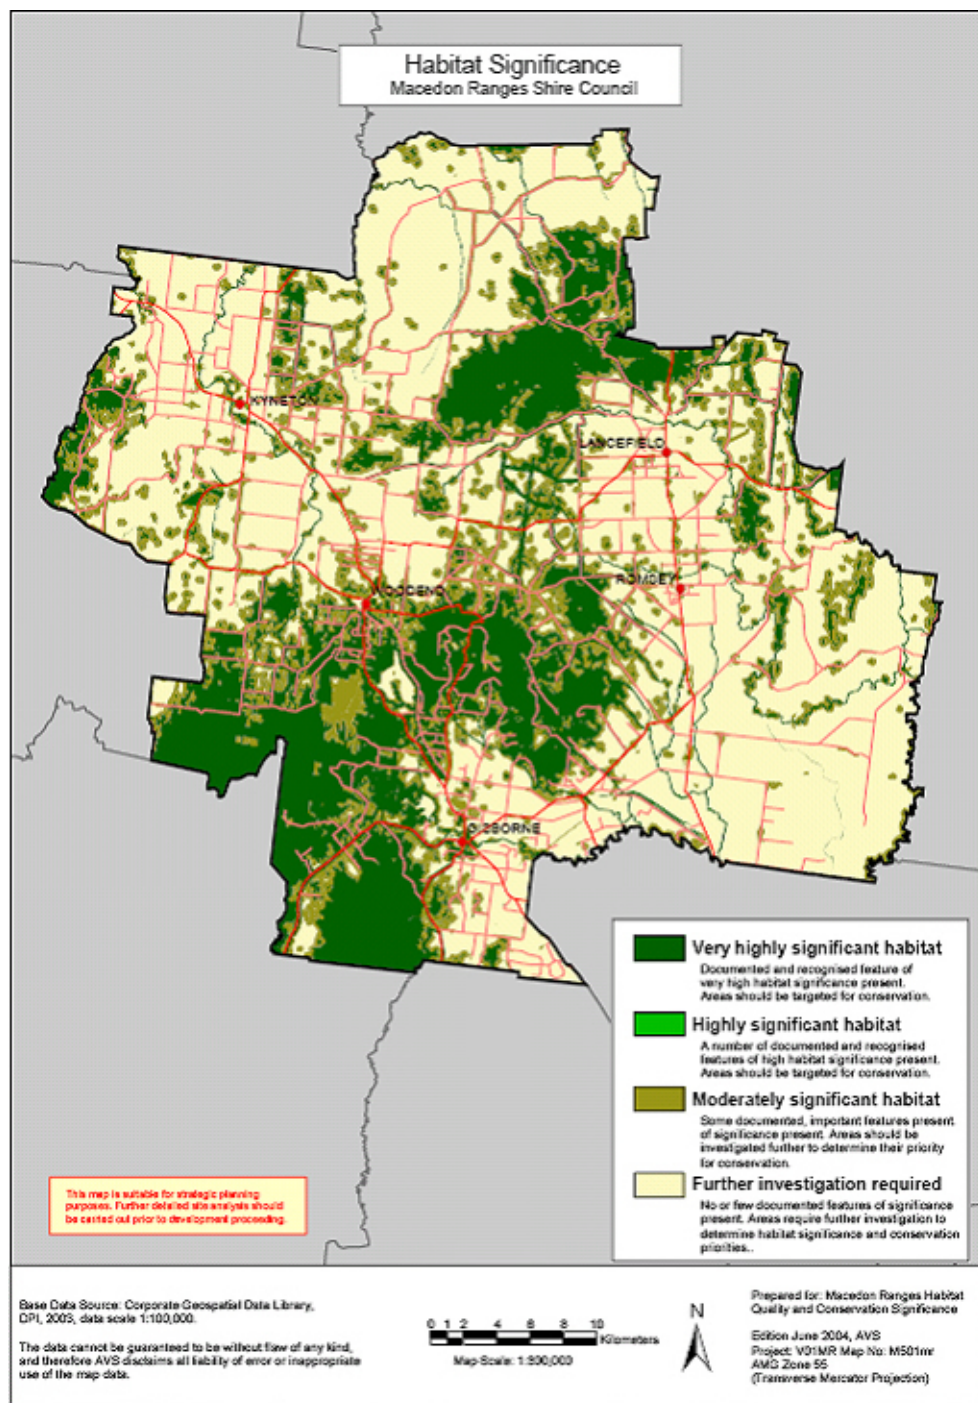 Habitat Significance
Macedon Ranges Shire Council
KYNETON
LANCEFIELD
ROMSEY
WOODEND
GISBORNE
Very highly significant habitat
Documented and recognised feature of
very high habitat significance present.
Areas should be targeted for conservation.
Highly significant habitat
A number of documented and recognised
features of high habitat significance present.
Areas should be targeted for conservation.
Moderately significant habitat
Some documented, important features present
of significance present. Areas should be
investigated further to determine their priority
for conservation.
Further investigation required
No or few documented features of significance
present. Areas require further investigation to
determine habitat significance and conservation
priorities..
This map is suitable for strategic planning
purposes. Further detailed site analysis should
be carried out prior to development proceeding.
Base Data Source: Corporate Geospatial Data Library,
DPI, 2003, data scale 1:100,000.
The data cannot be guaranteed to be without flaw of any kind,
and therefore AVS disclaims all liability of error or inappropriate
use of the map data.
0 1 2 4 6 8 10
Kilometers
Map Scale: 1:300,000
N
Prepared for: Macedon Ranges Habitat
Quality and Conservation Significance
Edition June 2004, AVS
Project: V01MR Map No: M501mr
AMG Zone 55
(Transverse Mercator Projection)